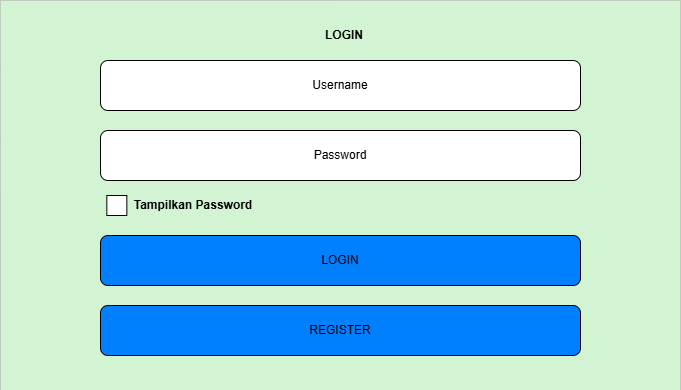 LOGIN
Username
Password
Tampilkan Password
LOGIN
REGISTER